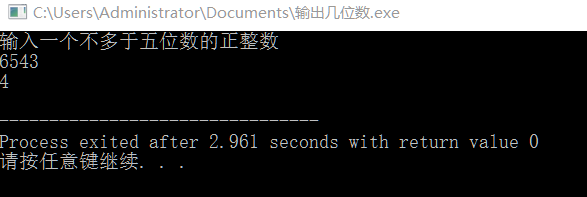 C:\Users\Administrator\Documents\输出几位数.exe
输入一个不多于五位数的正整数
6543
4
--------------------------------
Process exited after 2.961 seconds with return value 0
请按任意键继续. . .